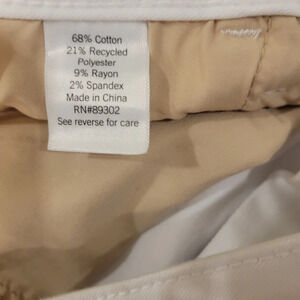 68% Cotton
21% Recycled
Polyester
9% Rayon
2% Spandex
Made in China
RN#89302
See reverse for care